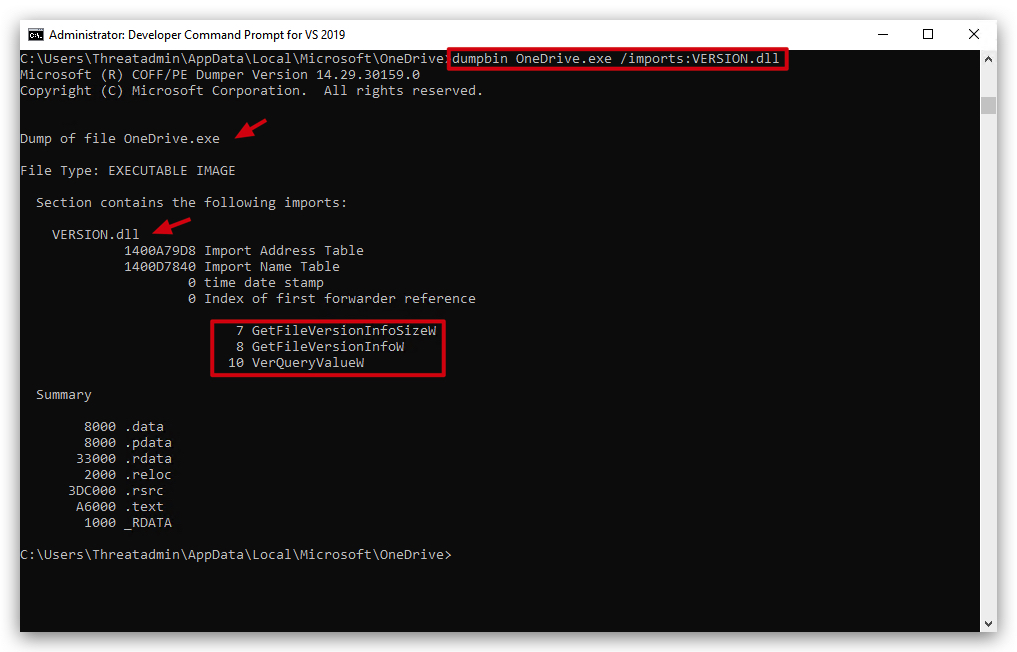 Administrator: Developer Command Prompt for VS 2019
C:\Users\Threatadmin\AppData\Local\Microsoft\OneDrive>dumpbin OneDrive.exe /imports:VERSION.dll
Microsoft (R) COFF/PE Dumper Version 14.29.30159.0
Copyright (C) Microsoft Corporation.  All rights reserved.
Dump of file OneDrive.exe
File Type: EXECUTABLE IMAGE
Section contains the following imports:
VERSION.dll
1400A79D8 Import Address Table
1400D7840 Import Name Table
0 time date stamp
0 Index of first forwarder reference
7 GetFileVersionInfoSizeW
8 GetFileVersionInfoW
10 VerQueryValueW
Summary
8000 .data
8000 .pdata
33000 .rdata
2000 .reloc
3DC000 .rsrc
A6000 .text
1000 _RDATA
C:\Users\Threatadmin\AppData\Local\Microsoft\OneDrive>